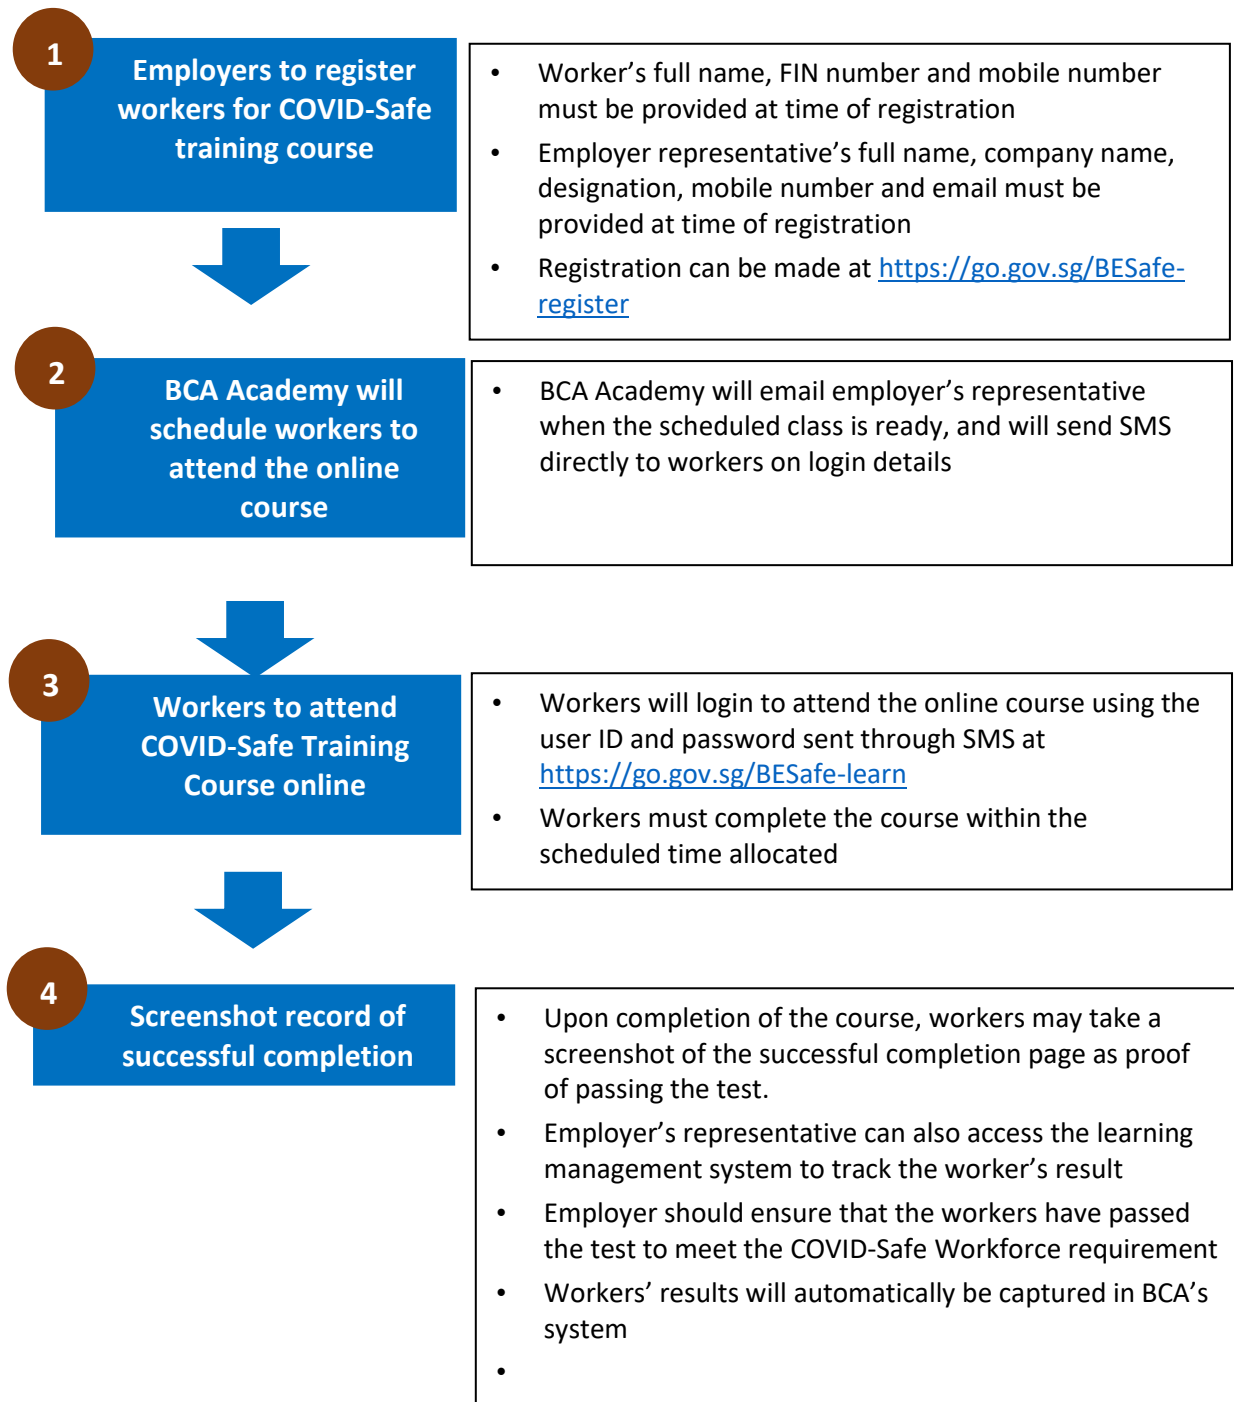 1
Employers to register
workers for COVID-Safe
training course
• Worker’s full name, FIN number and mobile number
must be provided at time of registration
• Employer representative’s full name, company name,
designation, mobile number and email must be
provided at time of registration
• Registration can be made at https://go.gov.sg/BESafe-
register
2
BCA Academy will
schedule workers to
attend the online
course
• BCA Academy will email employer’s representative
when the scheduled class is ready, and will send SMS
directly to workers on login details
3
Workers to attend
COVID-Safe Training
Course online
• Workers will login to attend the online course using the
user ID and password sent through SMS at
https://go.gov.sg/BESafe-learn
• Workers must complete the course within the
scheduled time allocated
4
Screenshot record of
successful completion
• Upon completion of the course, workers may take a
screenshot of the successful completion page as proof
of passing the test.
• Employer’s representative can also access the learning
management system to track the worker’s result
• Employer should ensure that the workers have passed
the test to meet the COVID-Safe Workforce requirement
• Workers’ results will automatically be captured in BCA’s
system
•